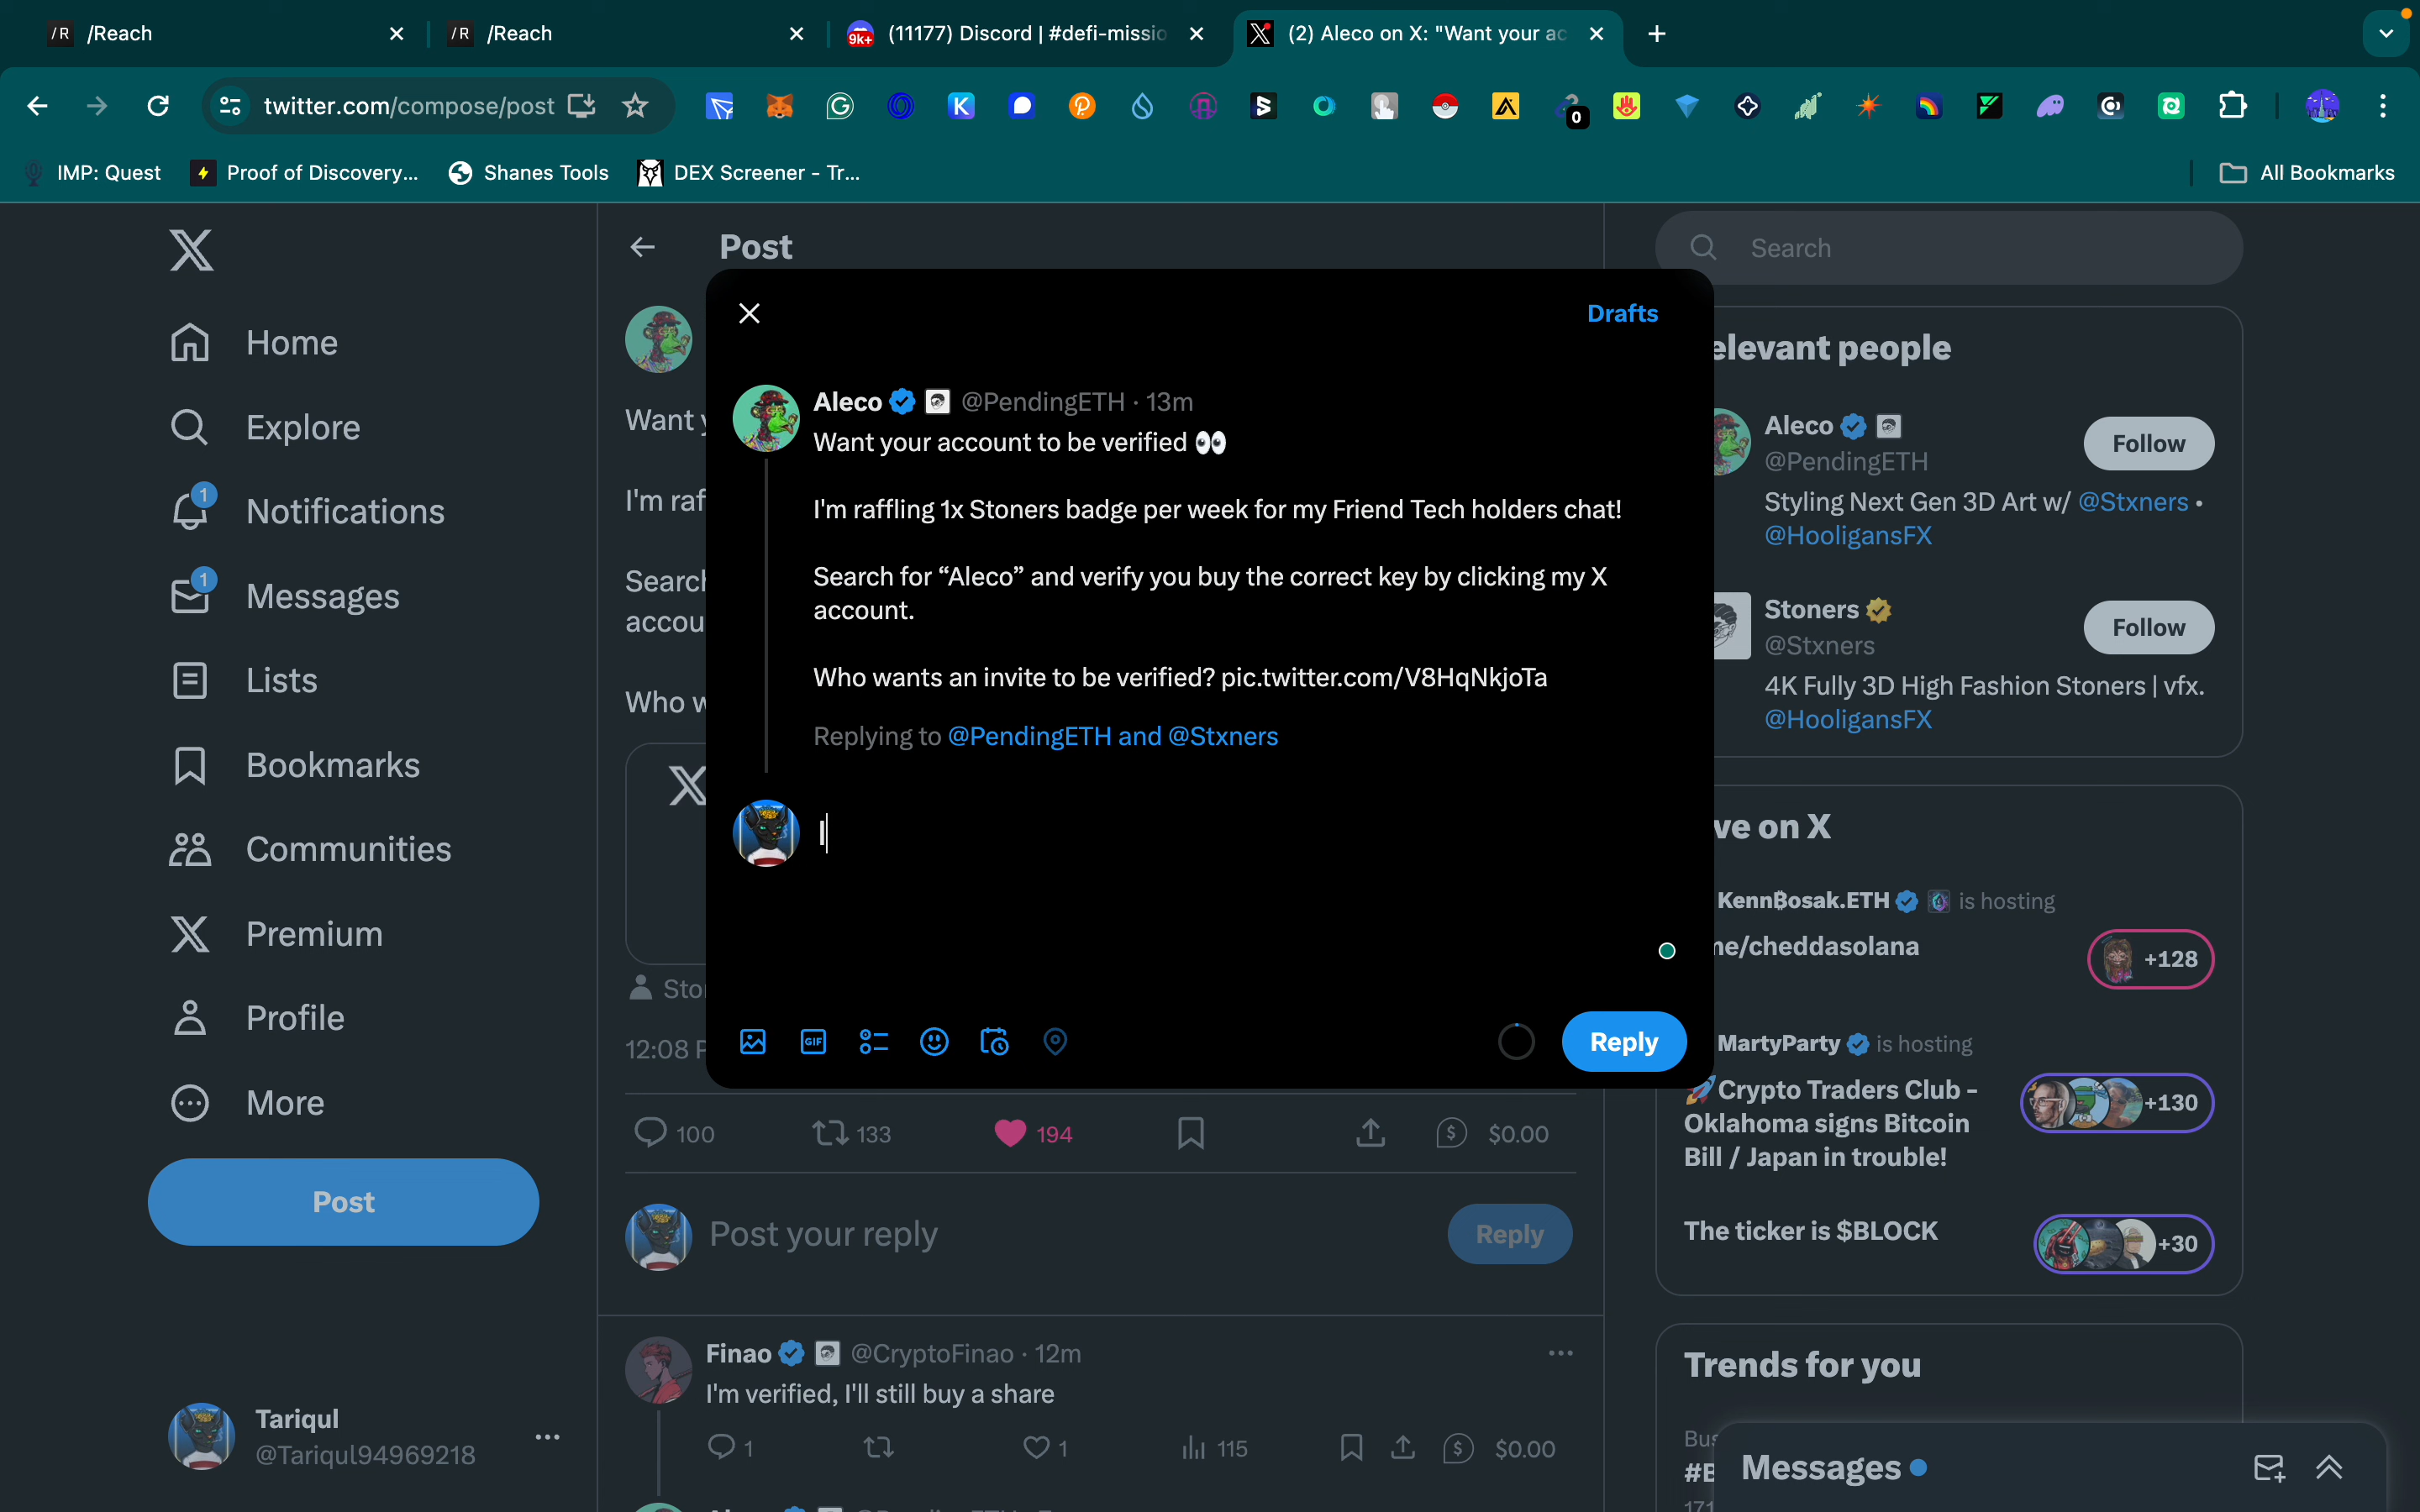 /R /Reach
/R /Reach
9k+ (11177) Discord | #defi-missio
(2) Aleco on X: "Want your ac
twitter.com/compose/post
0
IMP: Quest
Proof of Discovery...
Shanes Tools
DEX Screener - Tr...
All Bookmarks
Home
Explore
1
Notifications
1
Messages
Lists
Bookmarks
Communities
Premium
Profile
More
Post
Tariqul
@Tariqul94969218
Post
Want y
I'm raf
Search
accou
Who w
Drafts
Aleco @PendingETH · 13m
Want your account to be verified 👀
I'm raffling 1x Stoners badge per week for my Friend Tech holders chat!
Search for “Aleco” and verify you buy the correct key by clicking my X
account.
Who wants an invite to be verified? pic.twitter.com/V8HqNkjoTa
Replying to @PendingETH and @Stxners
I
GIF
Reply
Sto
12:08 P
100
133
194
$0.00
Post your reply
Reply
Finao @CryptoFinao · 12m
I'm verified, I'll still buy a share
1
1
115
$0.00
Search
elevant people
Aleco
@PendingETH
Follow
Styling Next Gen 3D Art w/ @Stxners •
@HooligansFX
Stoners
@Stxners
Follow
4K Fully 3D High Fashion Stoners | vfx.
@HooligansFX
ve on X
Kenn₿osak.ETH is hosting
ne/cheddasolana
+128
MartyParty is hosting
🚀Crypto Traders Club -
Oklahoma signs Bitcoin
Bill / Japan in trouble!
+130
The ticker is $BLOCK
+30
Trends for you
Bus
#B
171
Messages